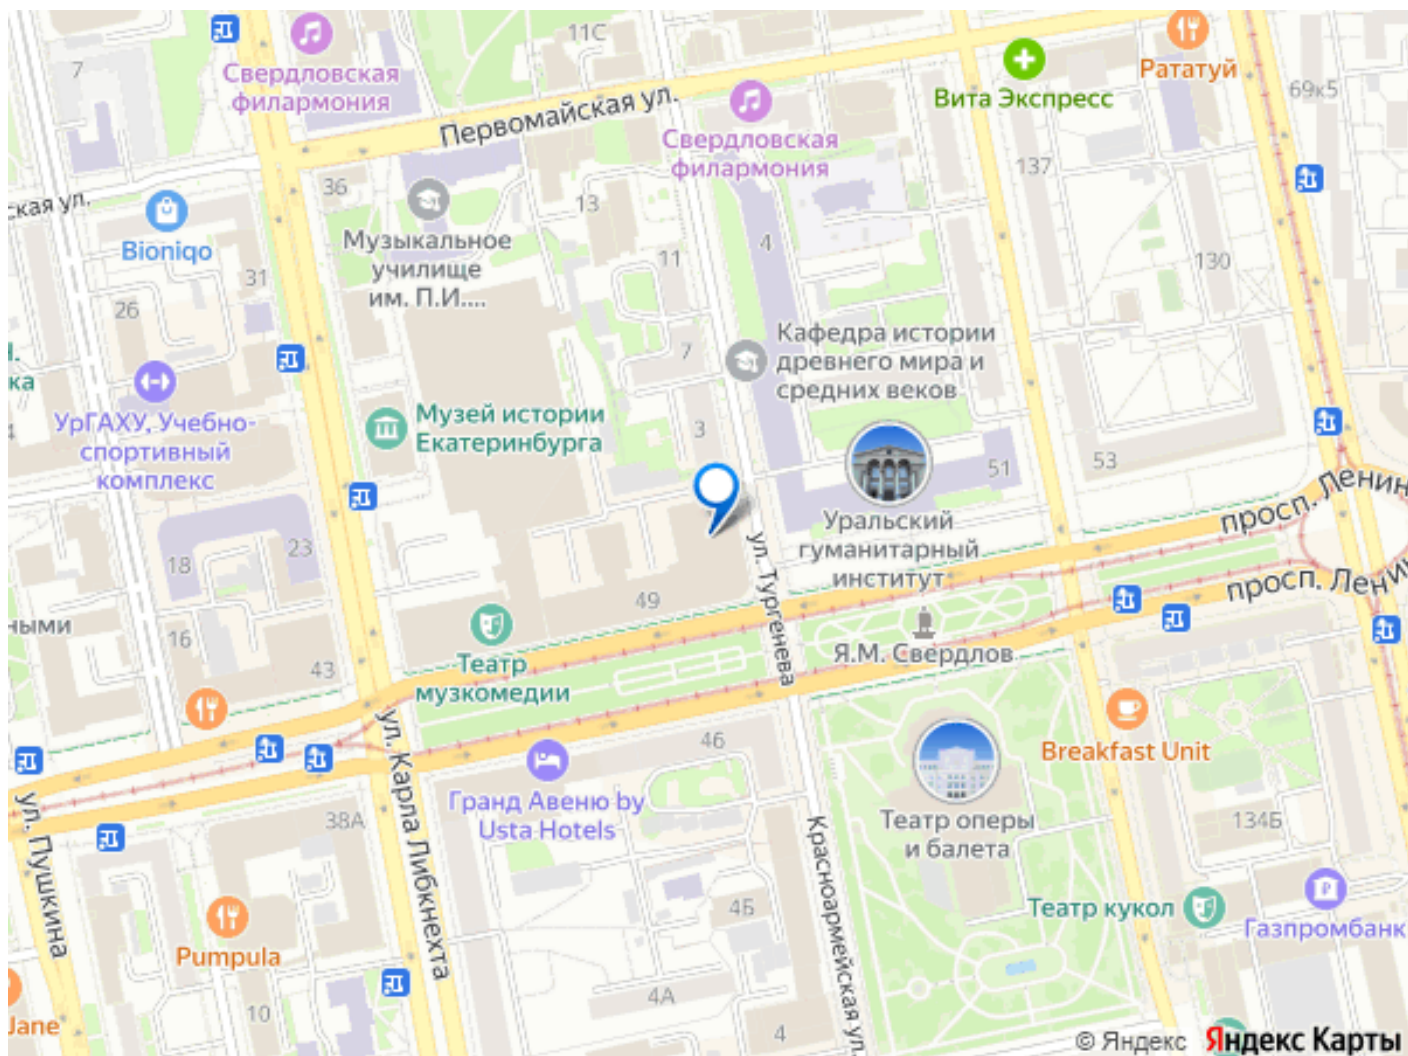 11С
7
Свердловская
филармония
Рататуй
69к5
Вита Экспресс
Первомайская ул.
Свердловская
филармония
137
ская ул.
36
13
Bioniqo
Музыкальное
училище
им. П.И....
4
11
130
31
26
7
Кафедра истории
древнего мира и
средних веков
н.
ка
4
УрГАХУ, Учебно-
спортивный
комплекс
Музей истории
Екатеринбурга
3
51
53
просп. Ленин
Уральский
гуманитарный
институт
ул. Тургенева
18
23
49
просп. Ленин
ными
16
43
Театр
музкомедии
Я.М. Свердлов
46
Breakfast Unit
ул. Карла Либкнехта
Гранд Авеню by
Usta Hotels
ул. Пушкина
38А
Театр оперы
и балета
134Б
Красноармейская ул.
4Б
Театр кукол
Газпромбанк
Pumpula
4А
10
Jane
4
© Яндекс Яндекс Карты